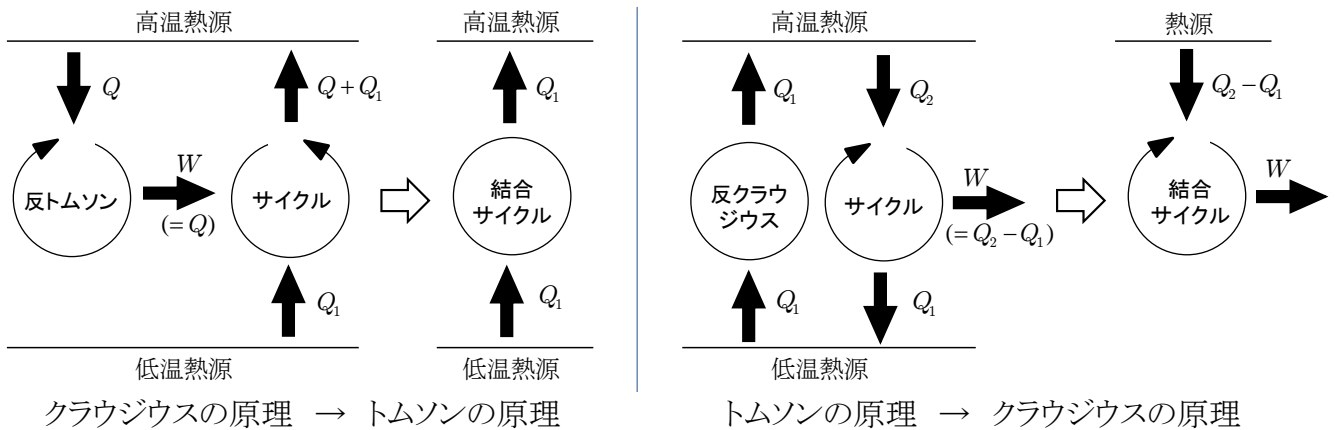 高温熱源
Q
Q + Q₁
反トムソン
W
(= Q)
サイクル
Q₁
低温熱源
高温熱源
Q₁
結合
サイクル
Q₁
低温熱源
クラウジウスの原理 → トムソンの原理
高温熱源
Q₁
Q₂
反クラウ
ジウス
サイクル
W
(= Q₂ − Q₁)
Q₁
Q₁
低温熱源
熱源
Q₂ − Q₁
結合
サイクル
W
トムソンの原理 → クラウジウスの原理